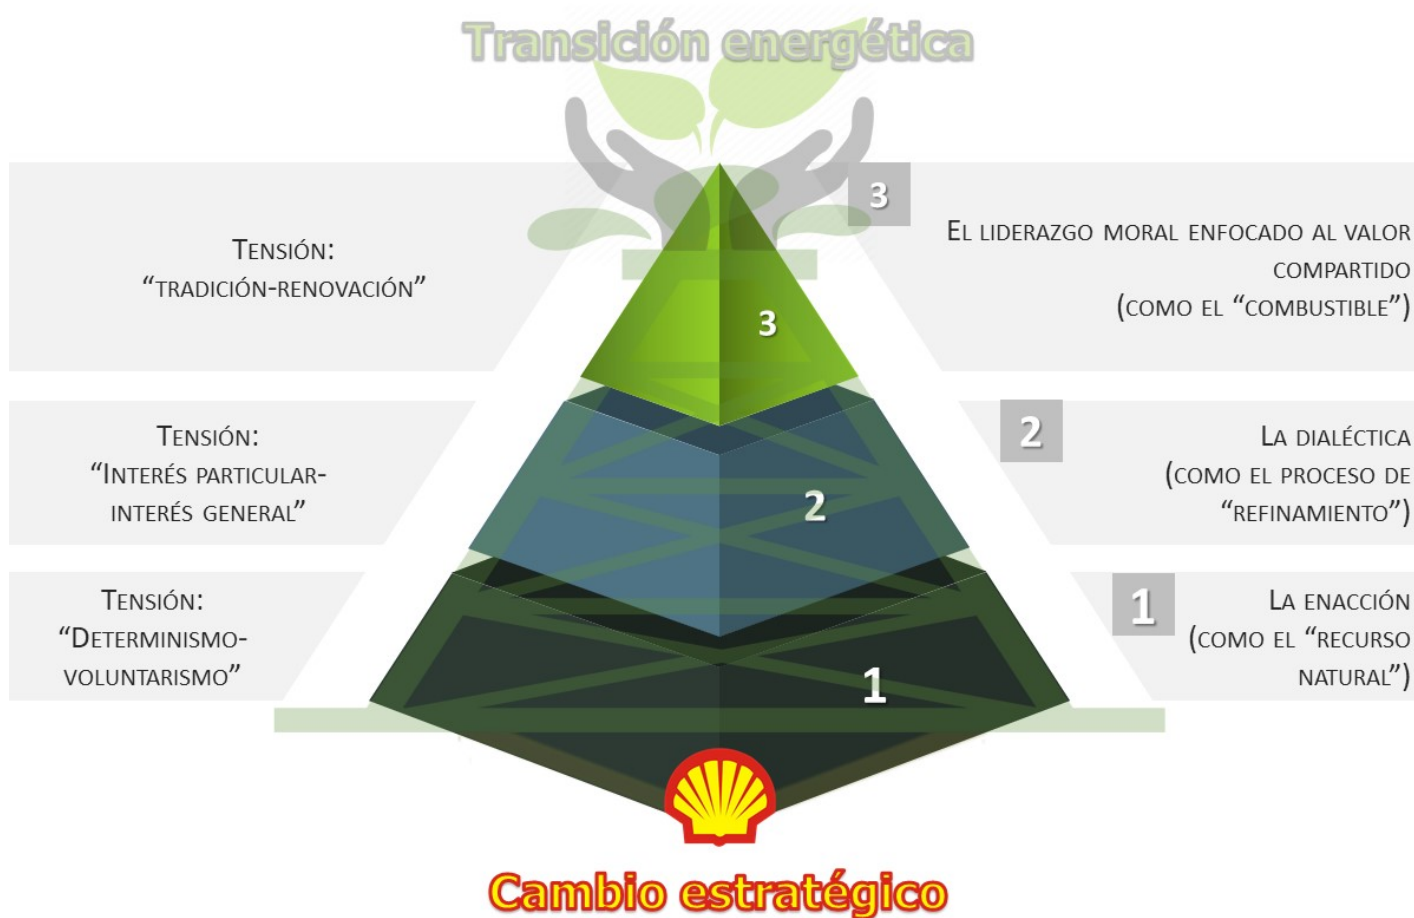 Transición energética
Tensión:
“tradición-renovación”
3
El liderazgo moral enfocado al valor
compartido
(como el “combustible”)
3
Tensión:
“Interés particular-
interés general”
2
La dialéctica
(como el proceso de
“refinamiento”)
2
Tensión:
“Determinismo-
voluntarismo”
1
La enacción
(como el “recurso
natural”)
1
Cambio estratégico